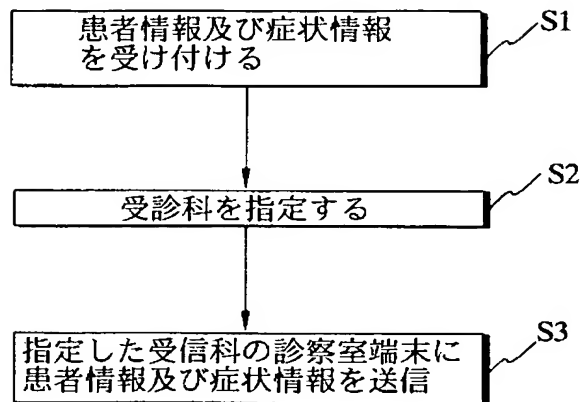 患者情報及び症状情報
を受け付ける
S1
受診科を指定する
S2
指定した受信科の診察室端末に
患者情報及び症状情報を送信
S3